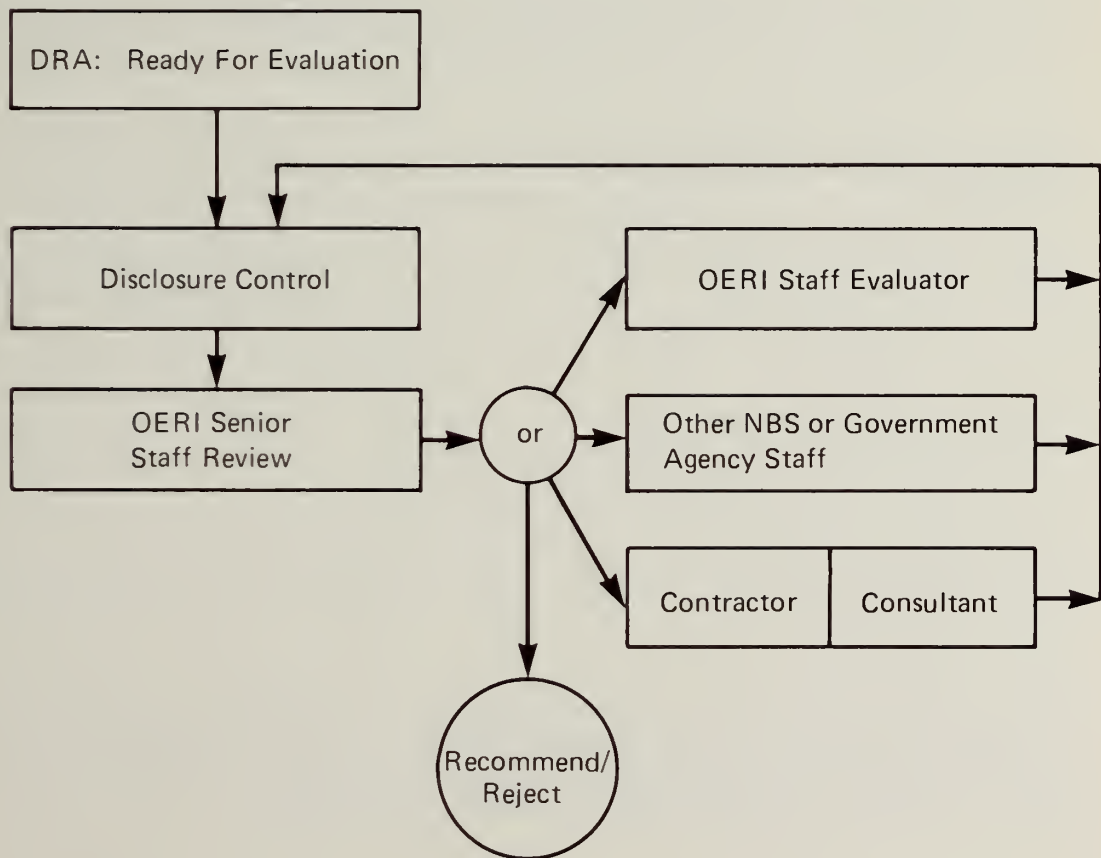 DRA: Ready For Evaluation
Disclosure Control
OERI Senior
Staff Review
or
OERI Staff Evaluator
Other NBS or Government
Agency Staff
Contractor
Consultant
Recommend/
Reject